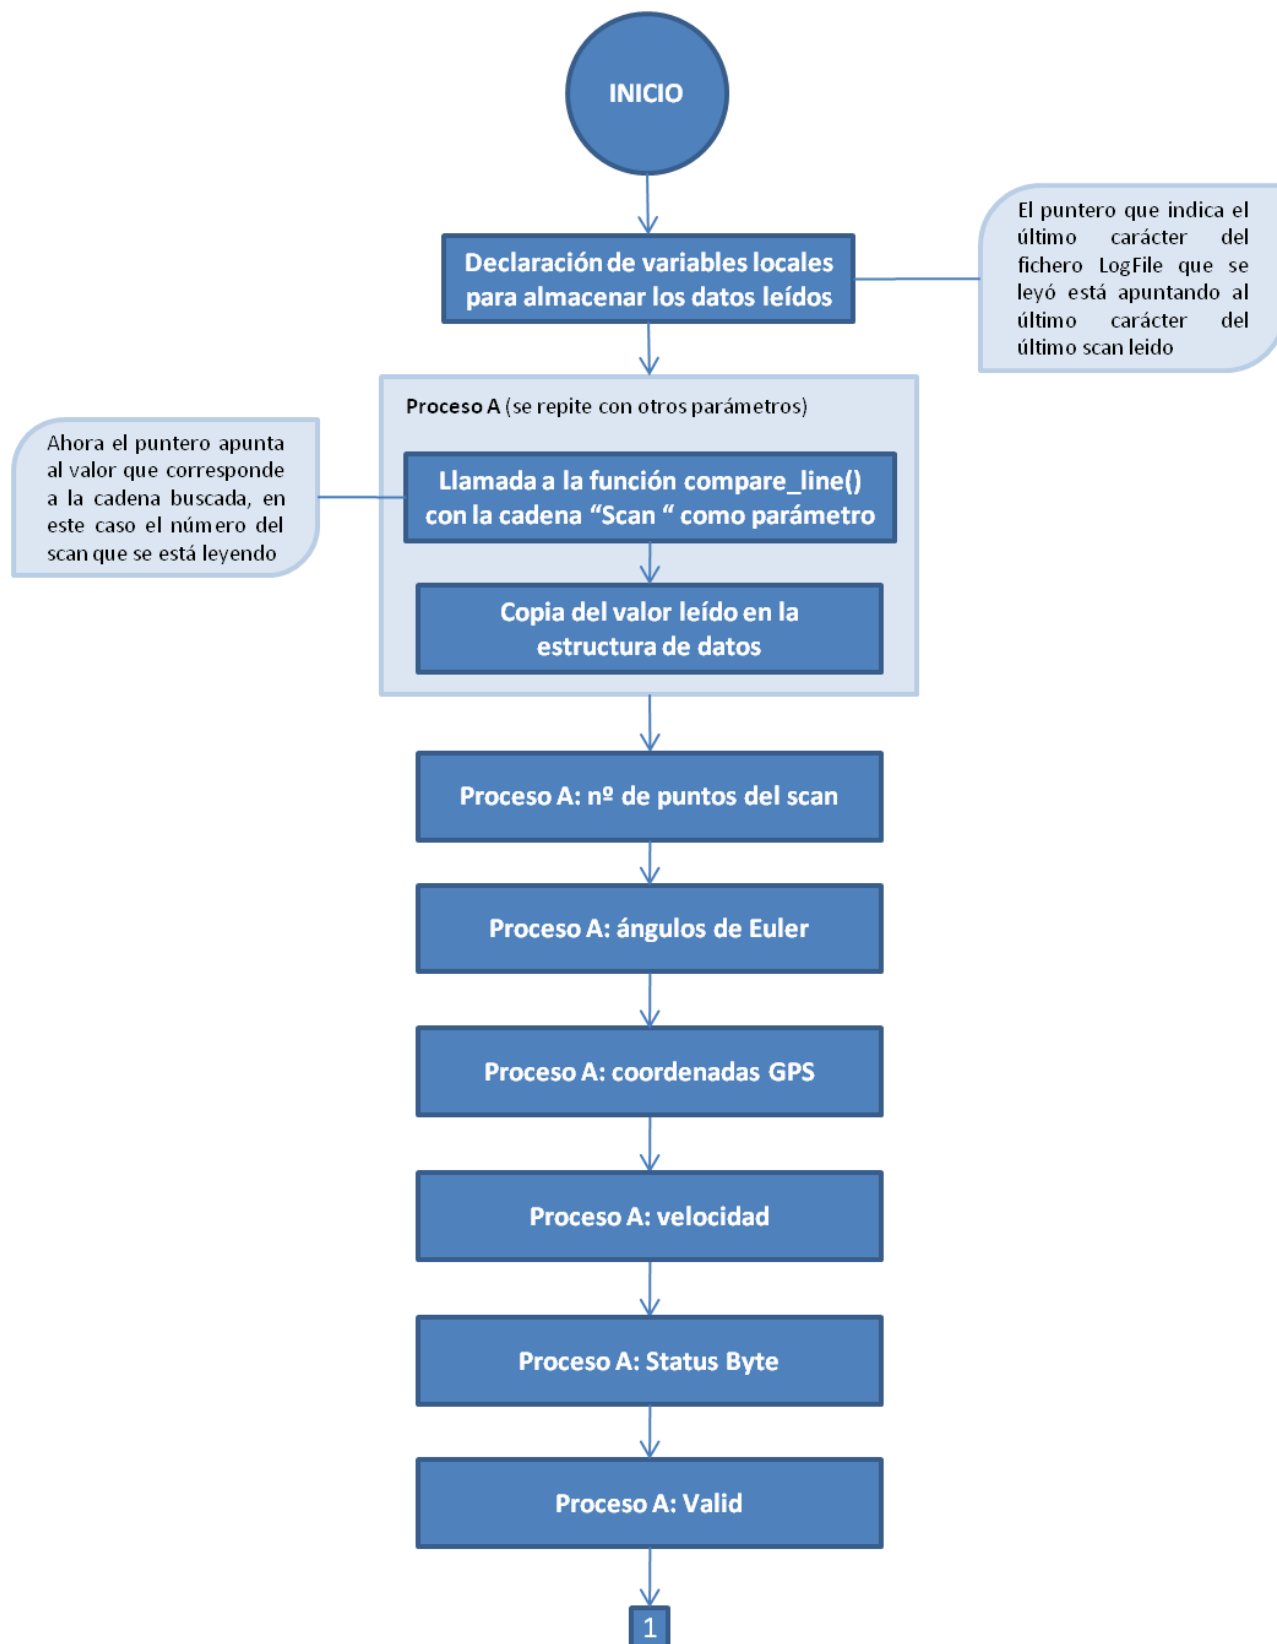 INICIO
Declaración de variables locales
para almacenar los datos leídos
El puntero que indica el
último carácter del
fichero LogFile que se
leyó está apuntando al
último carácter del
último scan leido
Proceso A (se repite con otros parámetros)
Ahora el puntero apunta
al valor que corresponde
a la cadena buscada, en
este caso el número del
scan que se está leyendo
Llamada a la función compare_line()
con la cadena “Scan “ como parámetro
Copia del valor leído en la
estructura de datos
Proceso A: nº de puntos del scan
Proceso A: ángulos de Euler
Proceso A: coordenadas GPS
Proceso A: velocidad
Proceso A: Status Byte
Proceso A: Valid
1